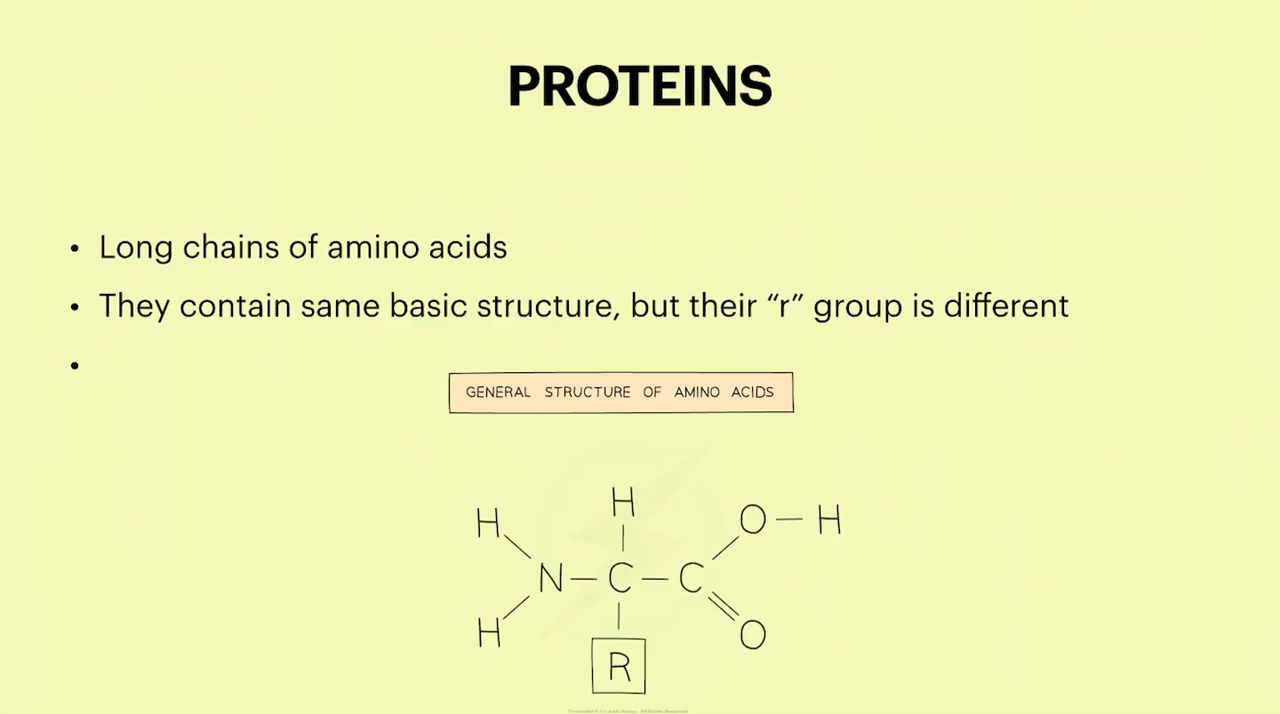 PROTEINS
• Long chains of amino acids
• They contain same basic structure, but their “r” group is different
•
GENERAL STRUCTURE OF AMINO ACIDS
H
H
O — H
N — C — C
H
O
R